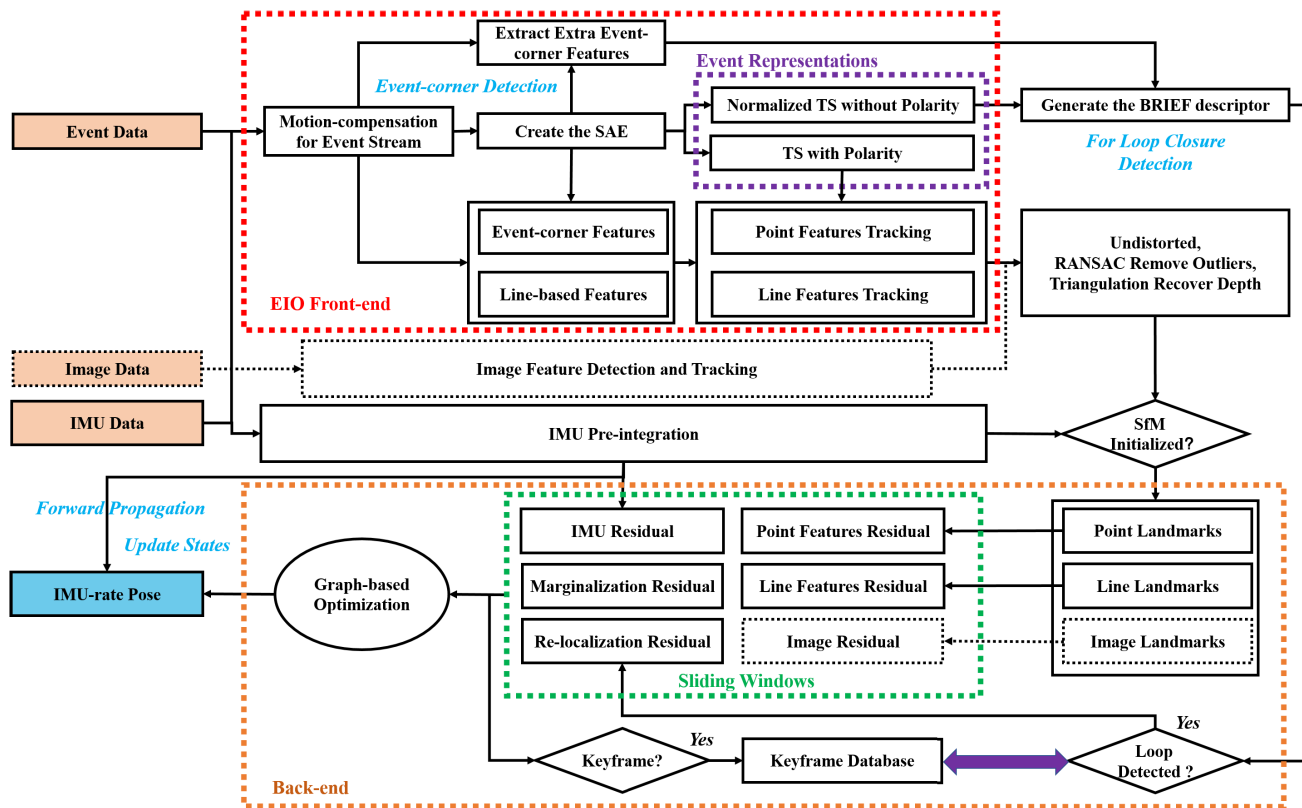 Extract Extra Event-
corner Features
Event Representations
Event-corner Detection
Event Data
Motion-compensation
for Event Stream
Create the SAE
Normalized TS without Polarity
TS with Polarity
Generate the BRIEF descriptor
For Loop Closure
Detection
Event-corner Features
Line-based Features
Point Features Tracking
Line Features Tracking
Undistorted,
RANSAC Remove Outliers,
Triangulation Recover Depth
EIO Front-end
Image Data
Image Feature Detection and Tracking
IMU Data
IMU Pre-integration
SfM
Initialized?
Forward Propagation
Update States
IMU-rate Pose
Graph-based
Optimization
IMU Residual
Marginalization Residual
Re-localization Residual
Point Features Residual
Line Features Residual
Image Residual
Sliding Windows
Point Landmarks
Line Landmarks
Image Landmarks
Keyframe?
Yes
Keyframe Database
Yes
Loop
Detected ?
Back-end